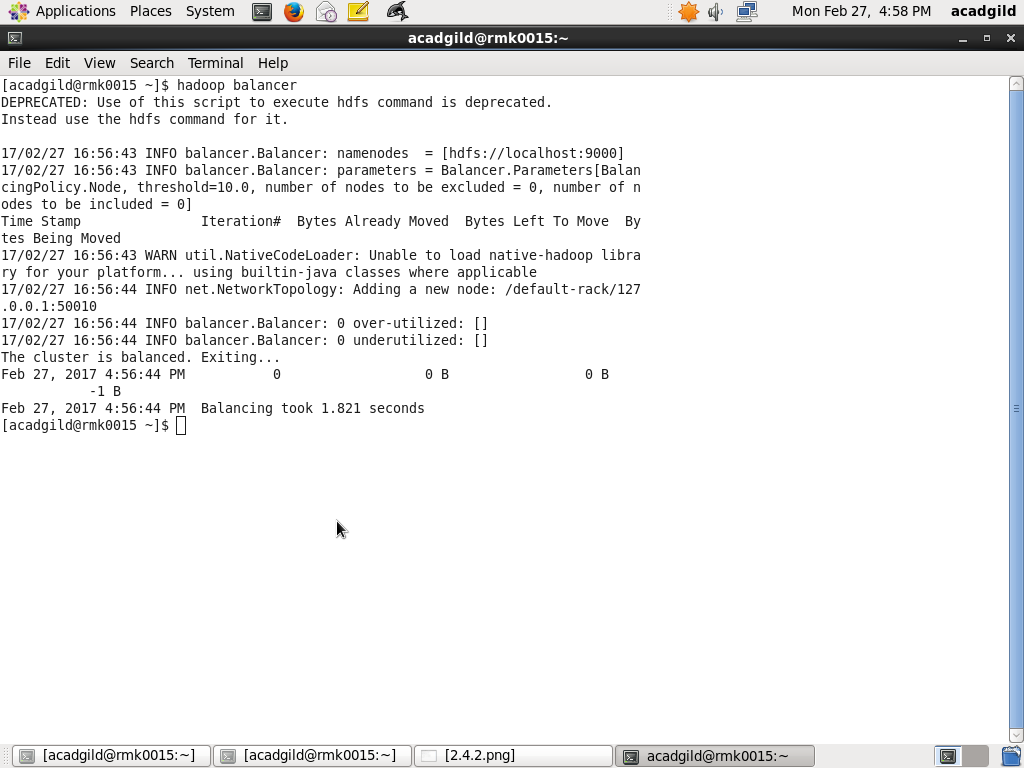 Applications Places System Mon Feb 27, 4:58 PM acadgild
acadgild@rmk0015:~
File Edit View Search Terminal Help
[acadgild@rmk0015 ~]$ hadoop balancer
DEPRECATED: Use of this script to execute hdfs command is deprecated.
Instead use the hdfs command for it.
17/02/27 16:56:43 INFO balancer.Balancer: namenodes  = [hdfs://localhost:9000]
17/02/27 16:56:43 INFO balancer.Balancer: parameters = Balancer.Parameters[Balan
cingPolicy.Node, threshold=10.0, number of nodes to be excluded = 0, number of n
odes to be included = 0]
Time Stamp               Iteration#  Bytes Already Moved  Bytes Left To Move  By
tes Being Moved
17/02/27 16:56:43 WARN util.NativeCodeLoader: Unable to load native-hadoop libra
ry for your platform... using builtin-java classes where applicable
17/02/27 16:56:44 INFO net.NetworkTopology: Adding a new node: /default-rack/127
.0.0.1:50010
17/02/27 16:56:44 INFO balancer.Balancer: 0 over-utilized: []
17/02/27 16:56:44 INFO balancer.Balancer: 0 underutilized: []
The cluster is balanced. Exiting...
Feb 27, 2017 4:56:44 PM           0                  0 B                 0 B
           -1 B
Feb 27, 2017 4:56:44 PM  Balancing took 1.821 seconds
[acadgild@rmk0015 ~]$
[acadgild@rmk0015:~] [acadgild@rmk0015:~] [2.4.2.png] acadgild@rmk0015:~